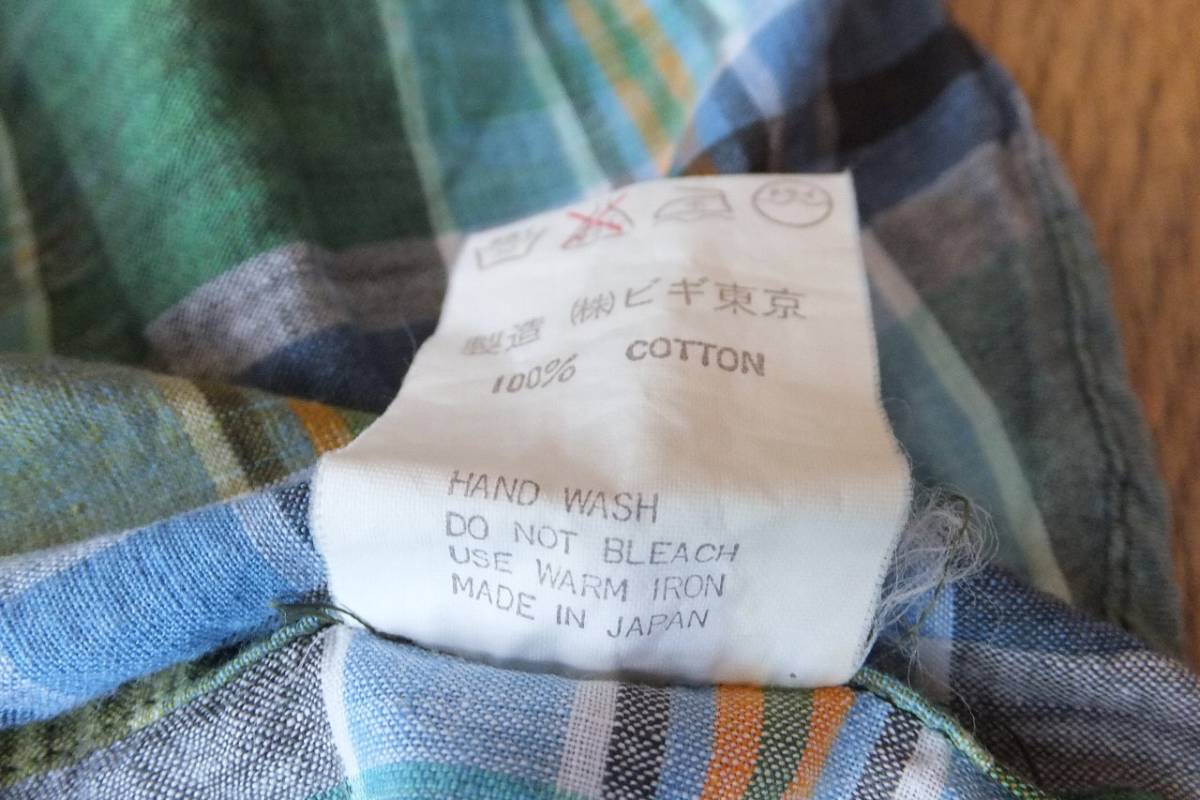 製造 ㈱ビギ東京
100% COTTON
HAND WASH
DO NOT BLEACH
USE WARM IRON
MADE IN JAPAN